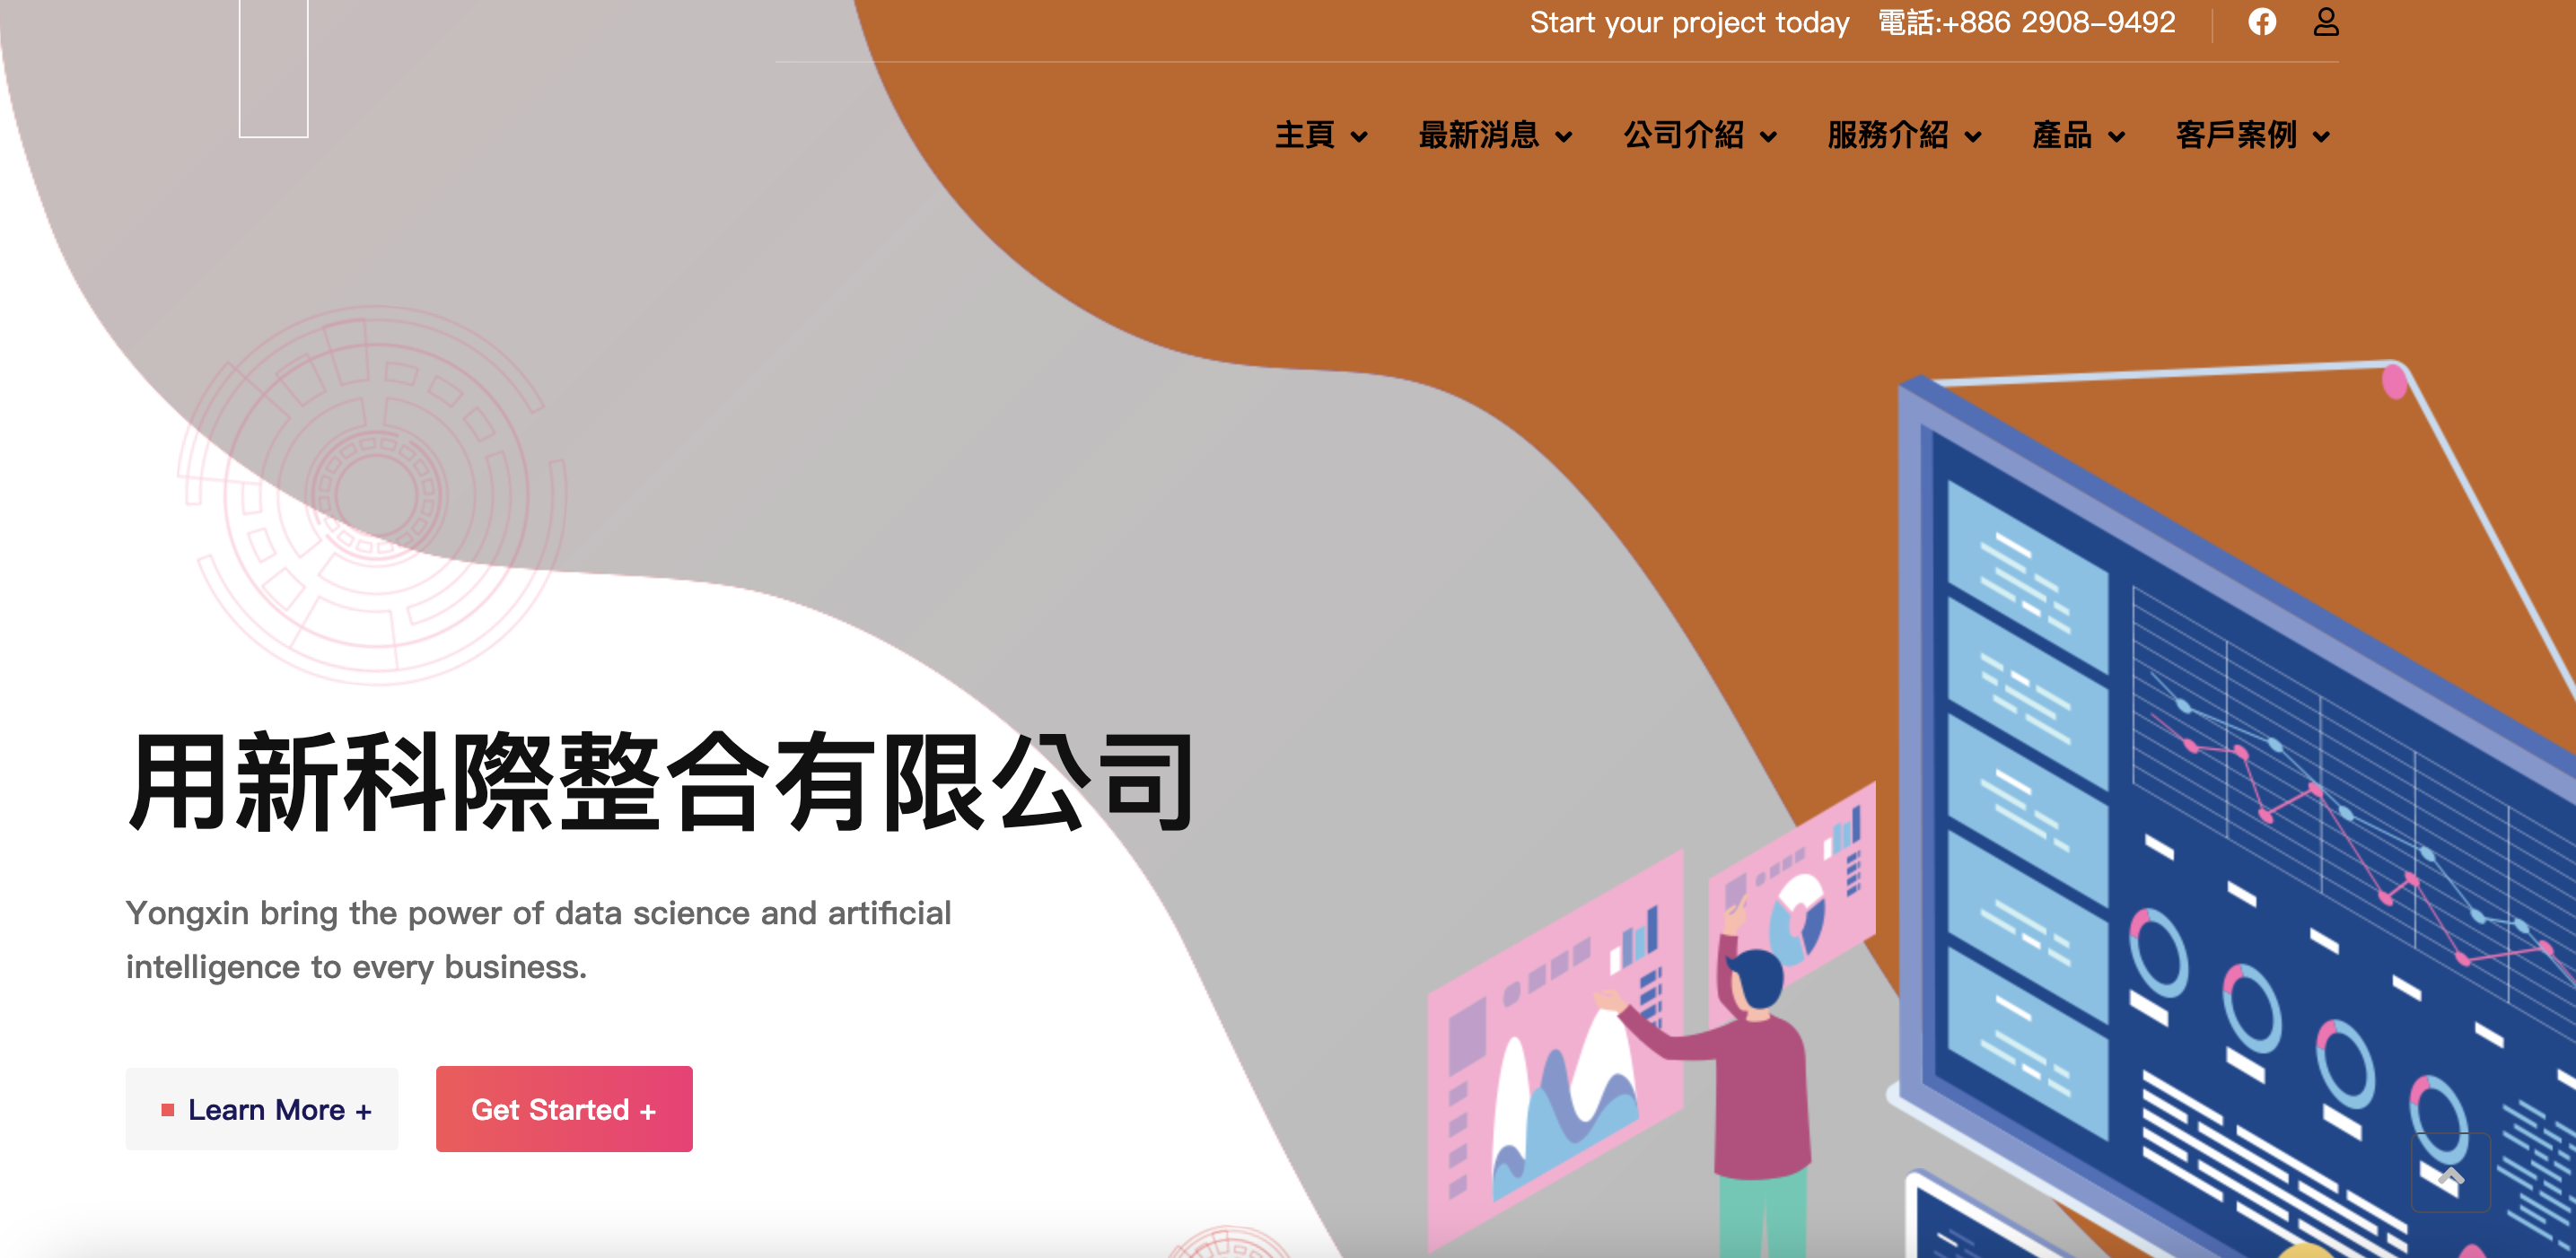 Start your project today 電話:+886 2908-9492
主頁 最新消息 公司介紹 服務介紹 產品 客戶案例
用新科際整合有限公司
Yongxin bring the power of data science and artificial
intelligence to every business.
Learn More + Get Started +